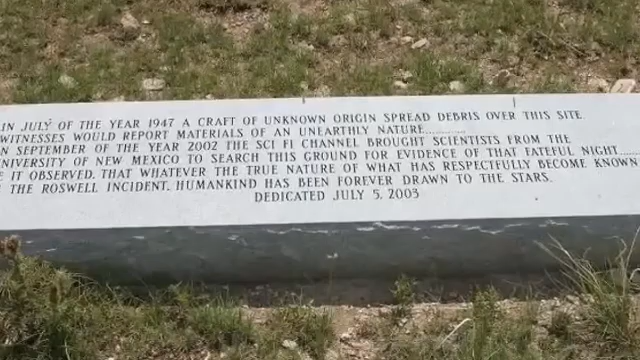 IN JULY OF THE YEAR 1947 A CRAFT OF UNKNOWN ORIGIN SPREAD DEBRIS OVER THIS SITE.
WITNESSES WOULD REPORT MATERIALS OF AN UNEARTHLY NATURE............
IN SEPTEMBER OF THE YEAR 2002 THE SCI FI CHANNEL BROUGHT SCIENTISTS FROM THE
UNIVERSITY OF NEW MEXICO TO SEARCH THIS GROUND FOR EVIDENCE OF THAT FATEFUL NIGHT.......
IT OBSERVED, THAT WHATEVER THE TRUE NATURE OF WHAT HAS RESPECTFULLY BECOME KNOWN
THE ROSWELL INCIDENT, HUMANKIND HAS BEEN FOREVER DRAWN TO THE STARS.
DEDICATED JULY 5, 2003